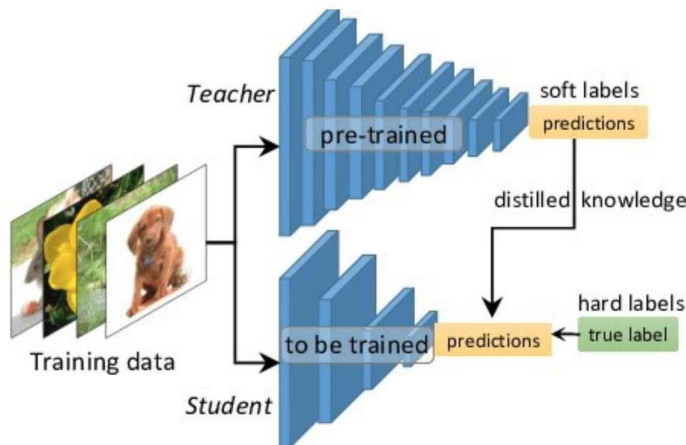 Teacher
pre-trained
soft labels
predictions
distilled knowledge
Training data
to be trained
predictions
hard labels
true label
Student